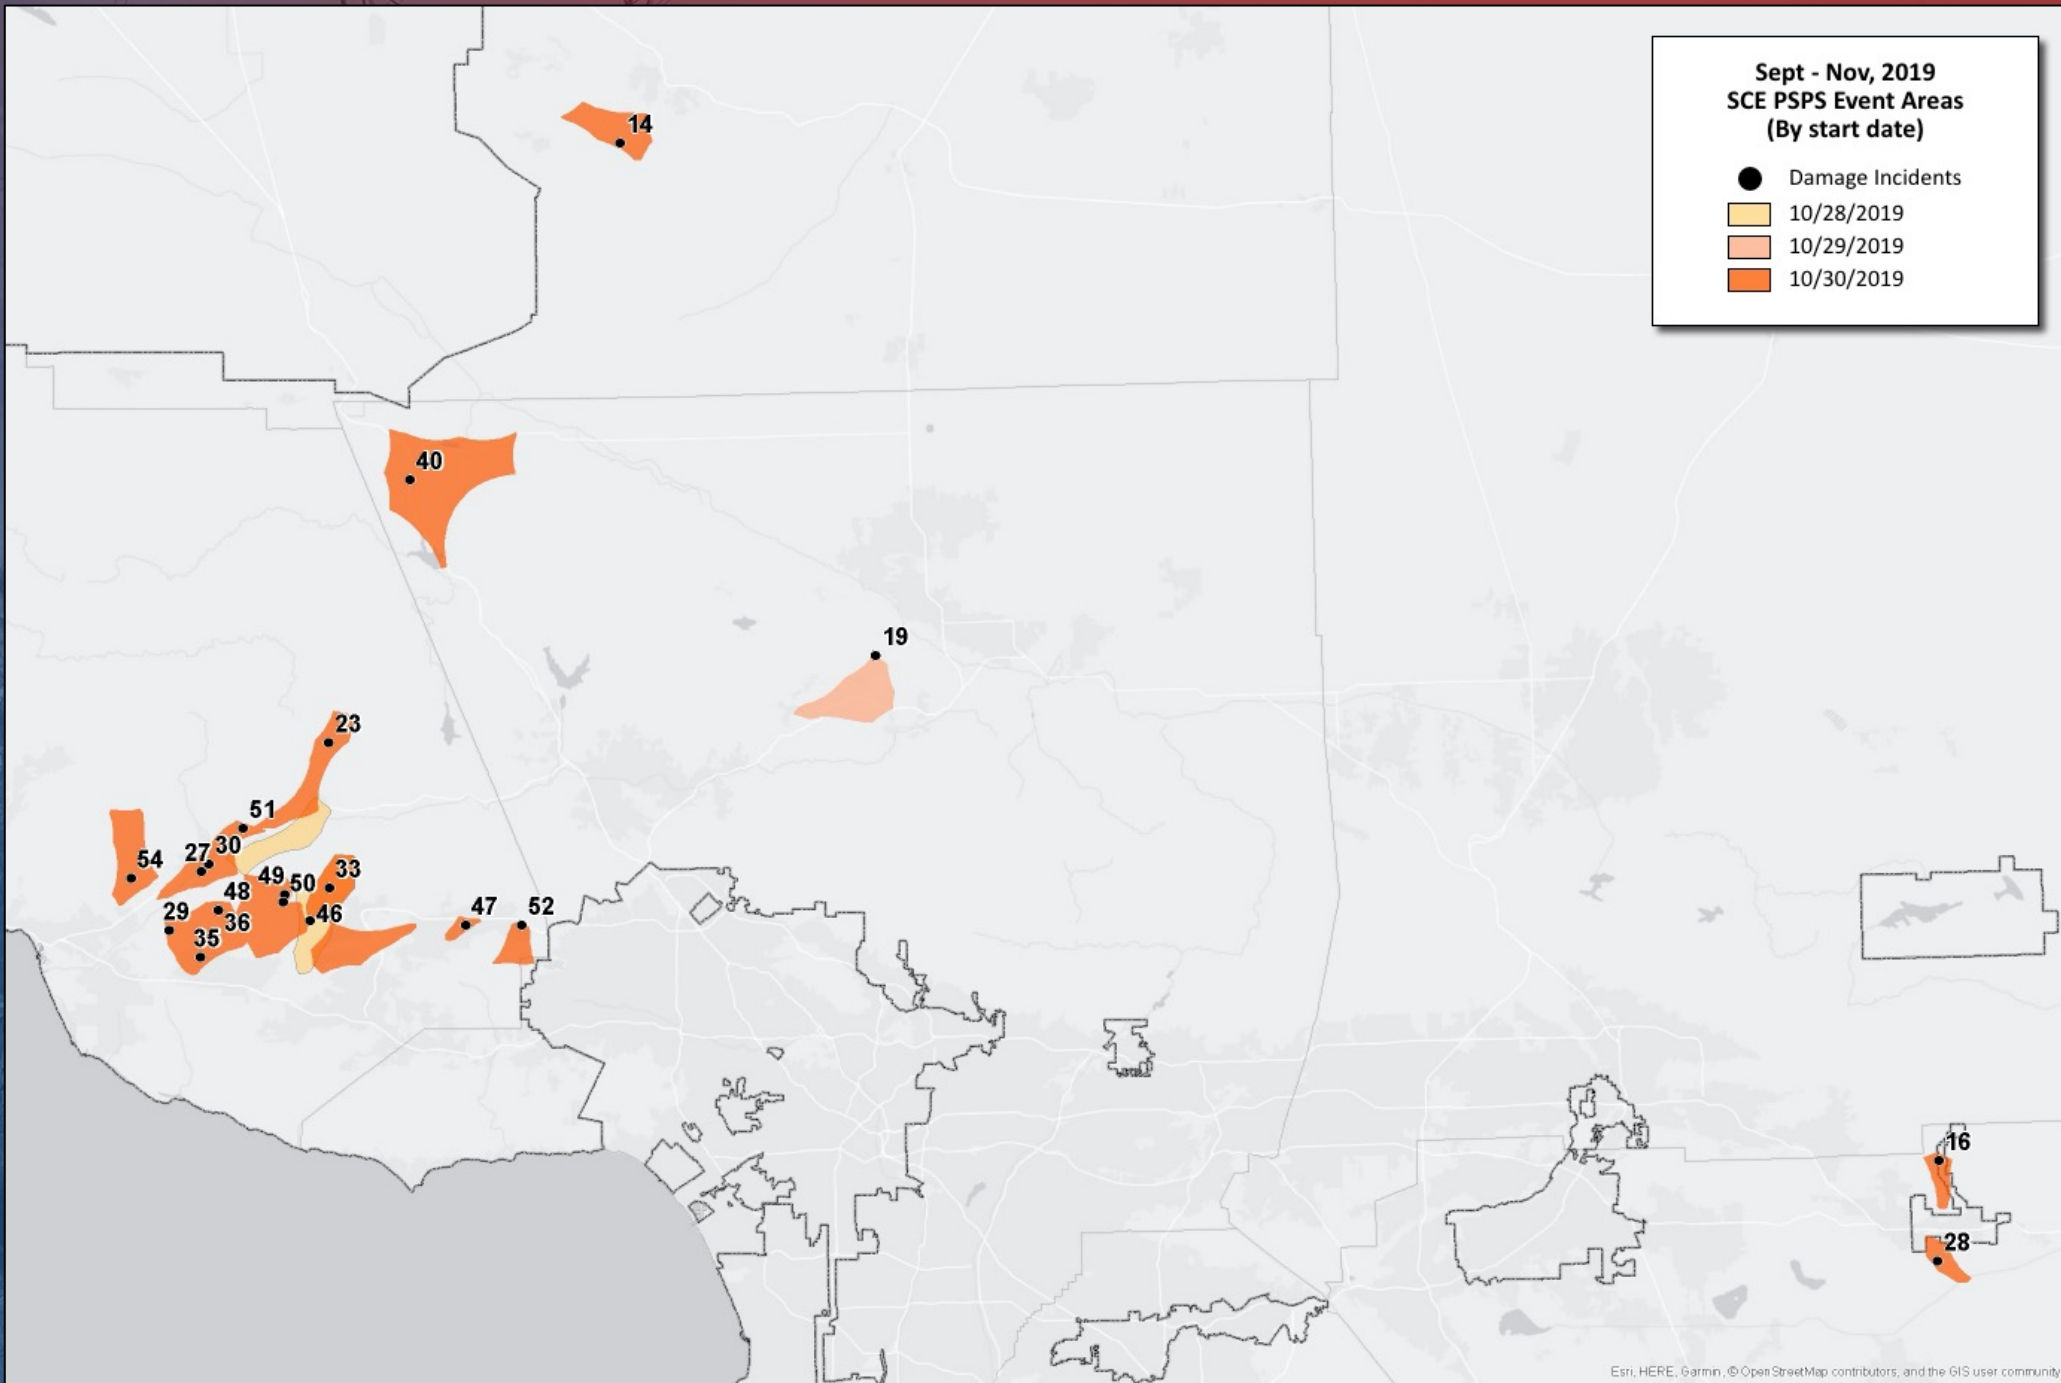 Sept - Nov, 2019
SCE PSPS Event Areas
(By start date)
Damage Incidents
10/28/2019
10/29/2019
10/30/2019
14
40
19
23
51
27 30
54
49 50 33
48
29 36 46 47 52
35
16
28
Esri, HERE, Garmin, © OpenStreetMap contributors, and the GIS user community